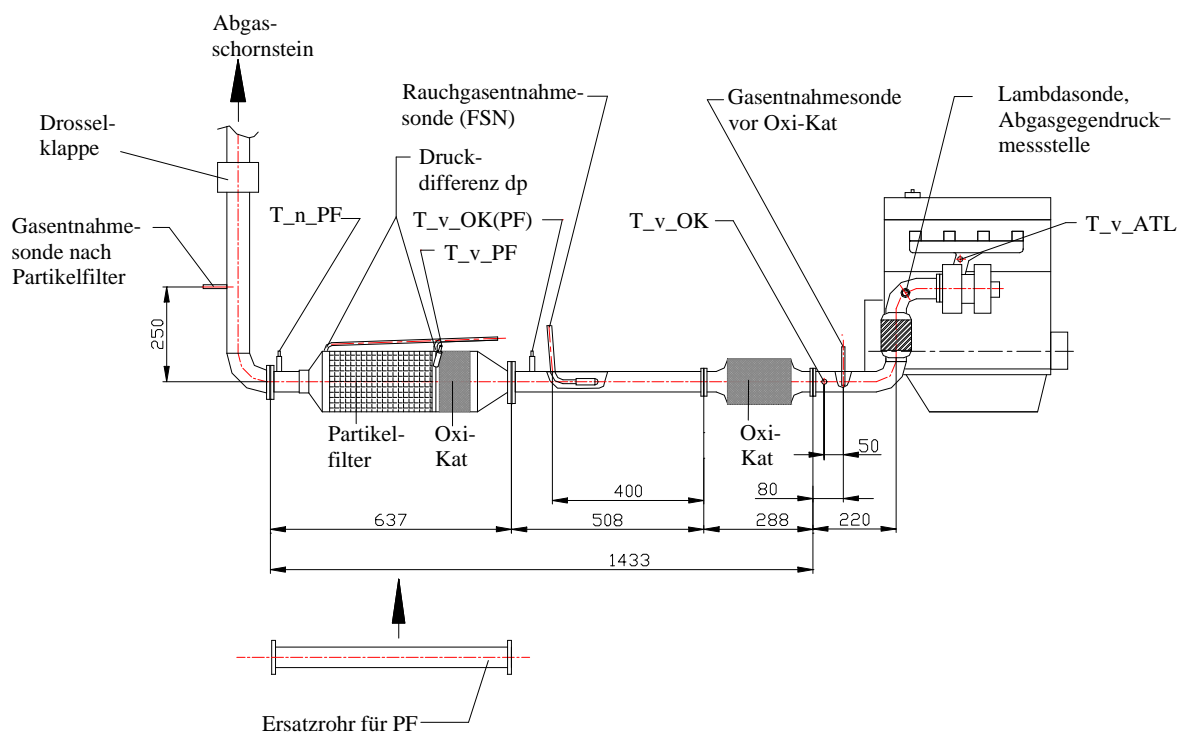 Abgas-
schornstein
Drossel-
klappe
Gasentnahme-
sonde nach
Partikelfilter
T_n_PF
Rauchgasentnahme-
sonde (FSN)
Druck-
differenz dp
T_v_OK(PF)
T_v_PF
Gasentnahmesonde
vor Oxi-Kat
T_v_OK
Lambdasonde,
Abgasgegendruck-
messstelle
T_v_ATL
250
Partikel-
filter
Oxi-
Kat
Oxi-
Kat
50
400
80
637
508
288
220
1433
Ersatzrohr für PF